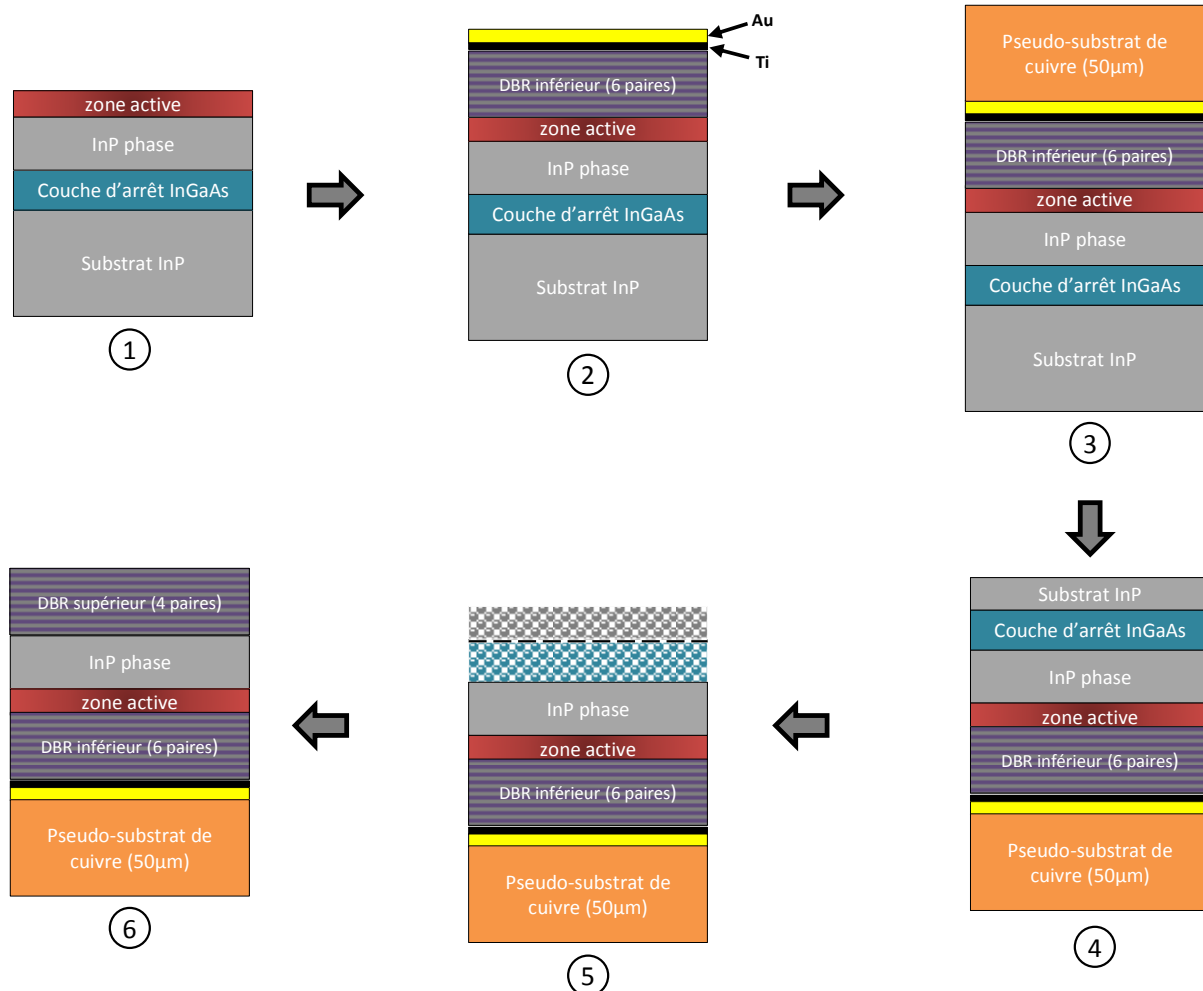 zone active
InP phase
Couche d'arrêt InGaAs
Substrat InP
1
Au
Ti
DBR inférieur (6 paires)
zone active
InP phase
Couche d'arrêt InGaAs
Substrat InP
2
Pseudo-substrat de
cuivre (50µm)
DBR inférieur (6 paires)
zone active
InP phase
Couche d'arrêt InGaAs
Substrat InP
3
Substrat InP
Couche d'arrêt InGaAs
InP phase
zone active
DBR inférieur (6 paires)
Pseudo-substrat de
cuivre (50µm)
4
InP phase
zone active
DBR inférieur (6 paires)
Pseudo-substrat de
cuivre (50µm)
5
DBR supérieur (4 paires)
InP phase
zone active
DBR inférieur (6 paires)
Pseudo-substrat de
cuivre (50µm)
6